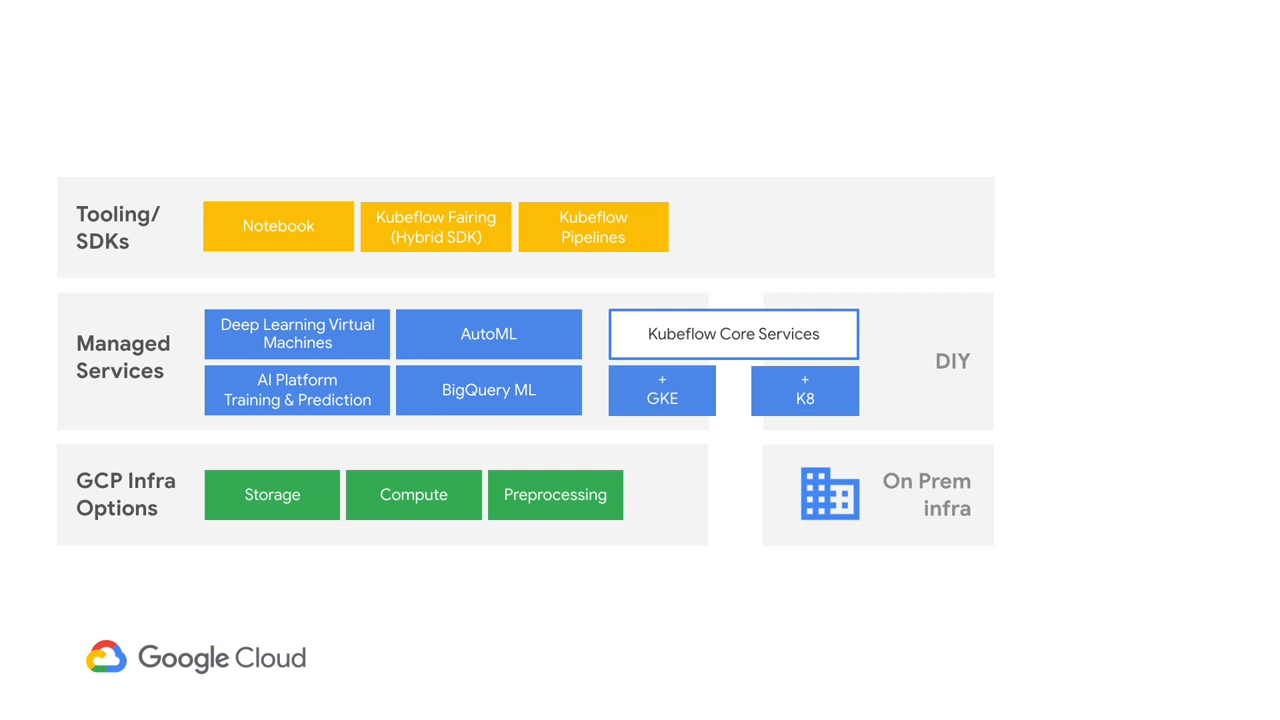 Tooling/
SDKs
Notebook
Kubeflow Fairing
(Hybrid SDK)
Kubeflow
Pipelines
Managed
Services
Deep Learning Virtual
Machines
AutoML
Kubeflow Core Services
AI Platform
Training & Prediction
BigQuery ML
+
GKE
+
K8
DIY
GCP Infra
Options
Storage
Compute
Preprocessing
On Prem
infra
Google Cloud